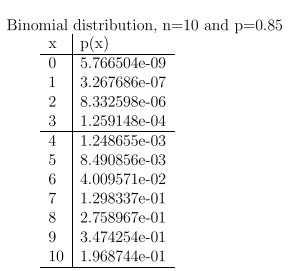 Binomial distribution, n=10 and p=0.85
x p(x)
0 5.766504e-09
1 3.267686e-07
2 8.332598e-06
3 1.259148e-04
4 1.248655e-03
5 8.490856e-03
6 4.009571e-02
7 1.298337e-01
8 2.758967e-01
9 3.474254e-01
10 1.968744e-01